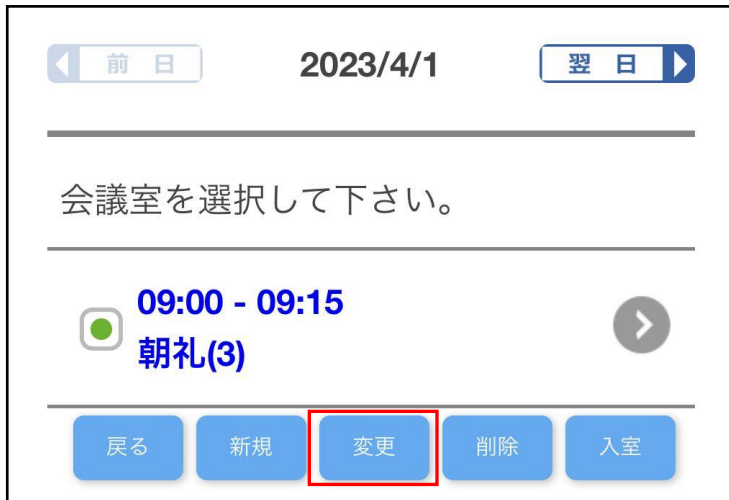 前 日 2023/4/1 翌 日
会議室を選択して下さい。
09:00 - 09:15
朝礼(3)
戻る 新規 変更 削除 入室